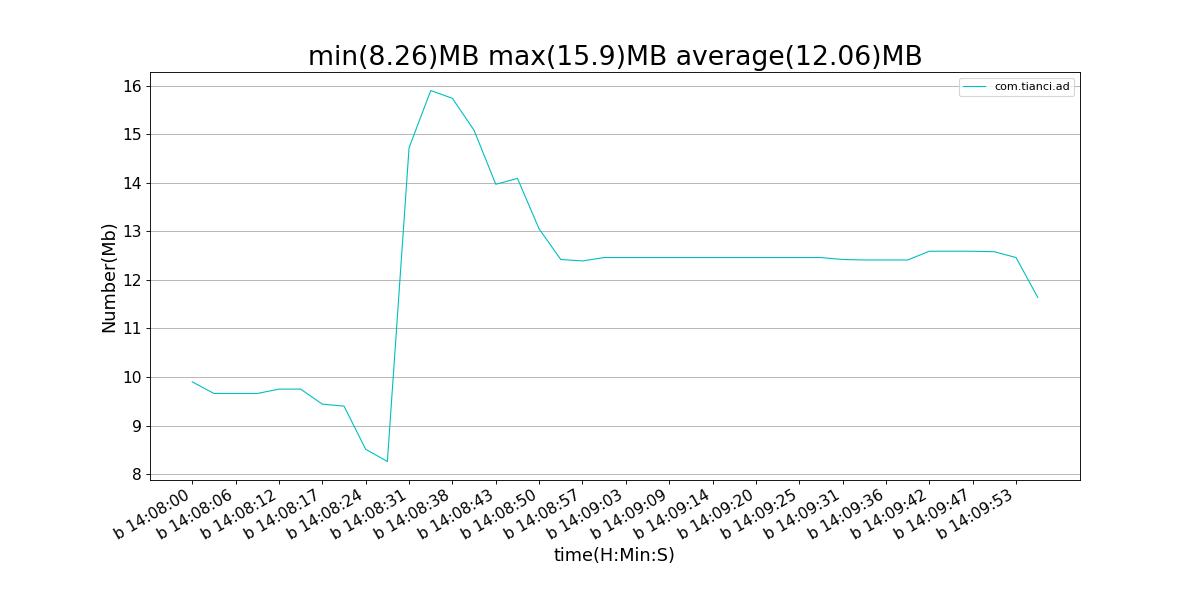 min(8.26)MB max(15.9)MB average(12.06)MB
com.tianci.ad
Number(Mb)
16
15
14
13
12
11
10
9
8
b 14:08:00
b 14:08:06
b 14:08:12
b 14:08:17
b 14:08:24
b 14:08:31
b 14:08:38
b 14:08:43
b 14:08:50
b 14:08:57
b 14:09:03
b 14:09:09
b 14:09:14
b 14:09:20
b 14:09:25
b 14:09:31
b 14:09:36
b 14:09:42
b 14:09:47
b 14:09:53
time(H:Min:S)